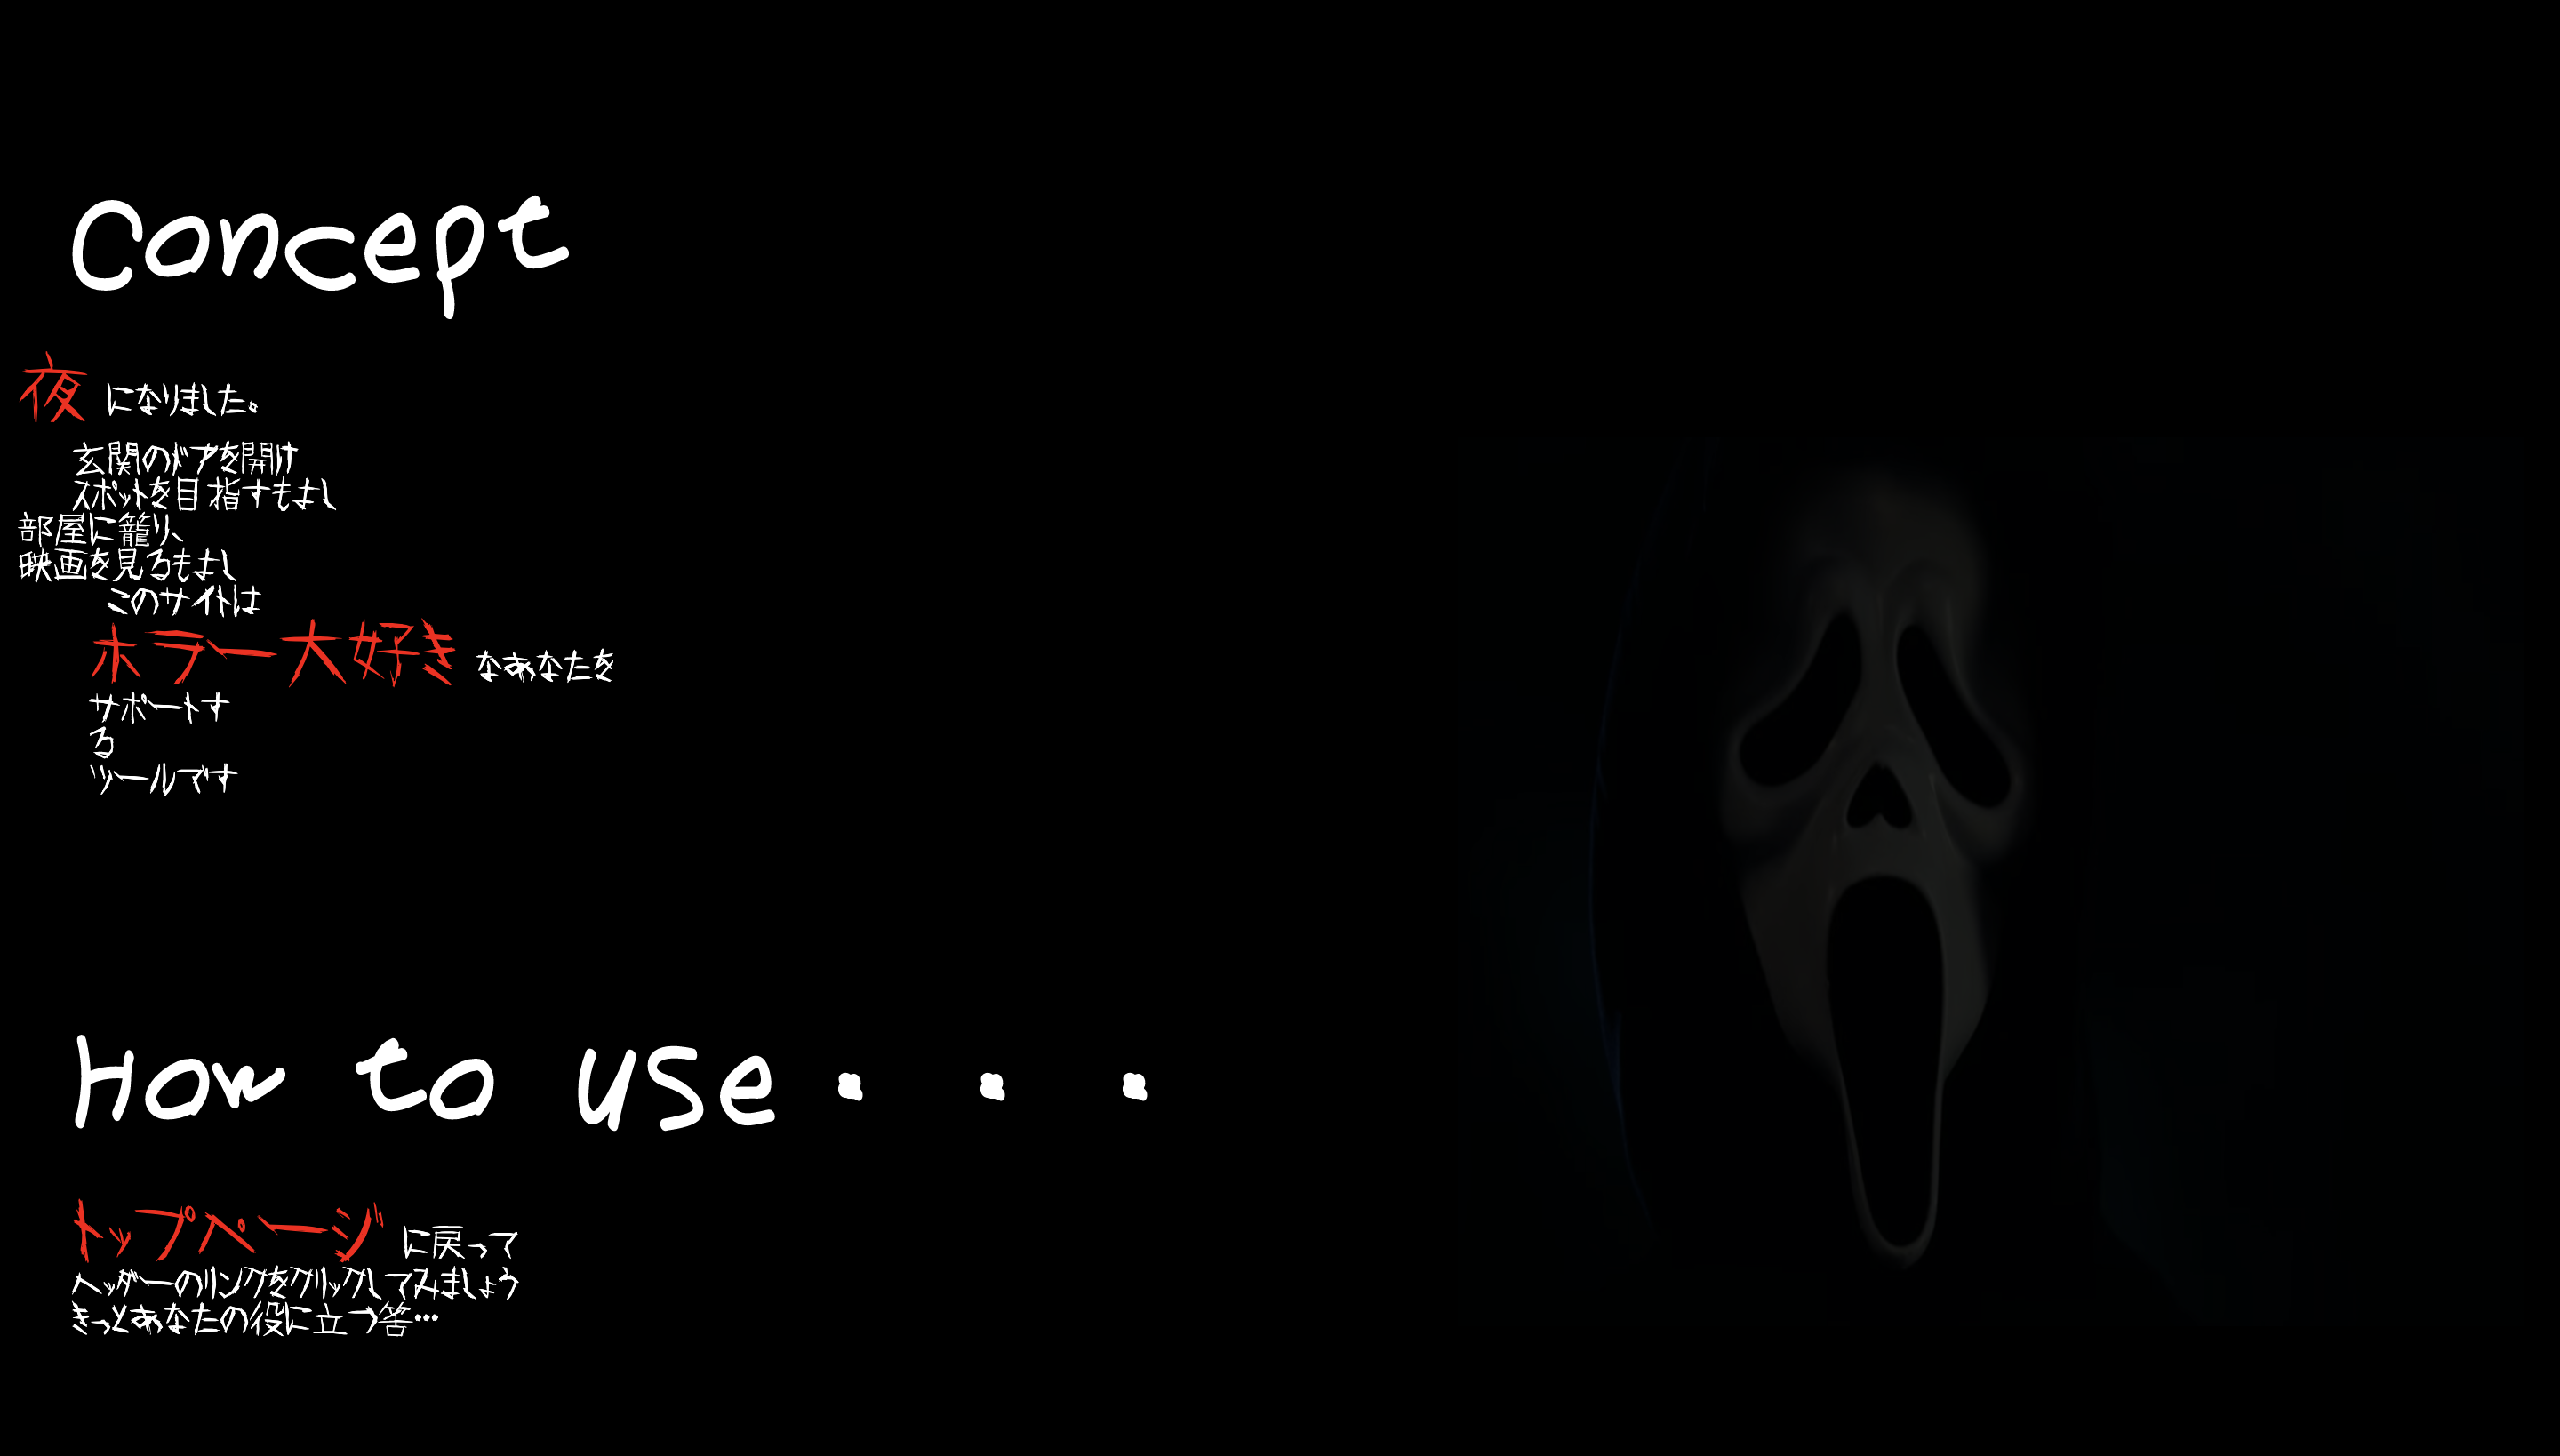 Concept
夜 になりました。
玄関のドアを開け
スポットを目指すもよし
部屋に籠り、
映画を見るもよし
このサイトは
ホラー大好き なあなたを
サポートす
る
ツールです
How to use・・・
トップページ に戻って
ヘッダーのリンクをクリックしてみましょう
きっとあなたの役に立つ筈…